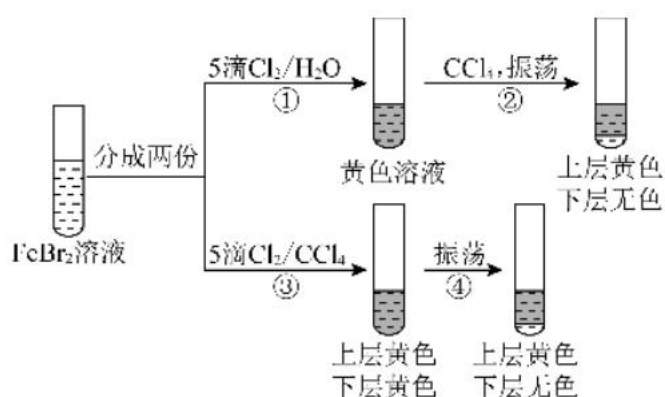 5滴Cl₂/H₂O
①
CCl₄,振荡
②
黄色溶液
上层黄色
下层无色
分成两份
FeBr₂溶液
5滴Cl₂/CCl₄
③
振荡
④
上层黄色
下层黄色
上层黄色
下层无色